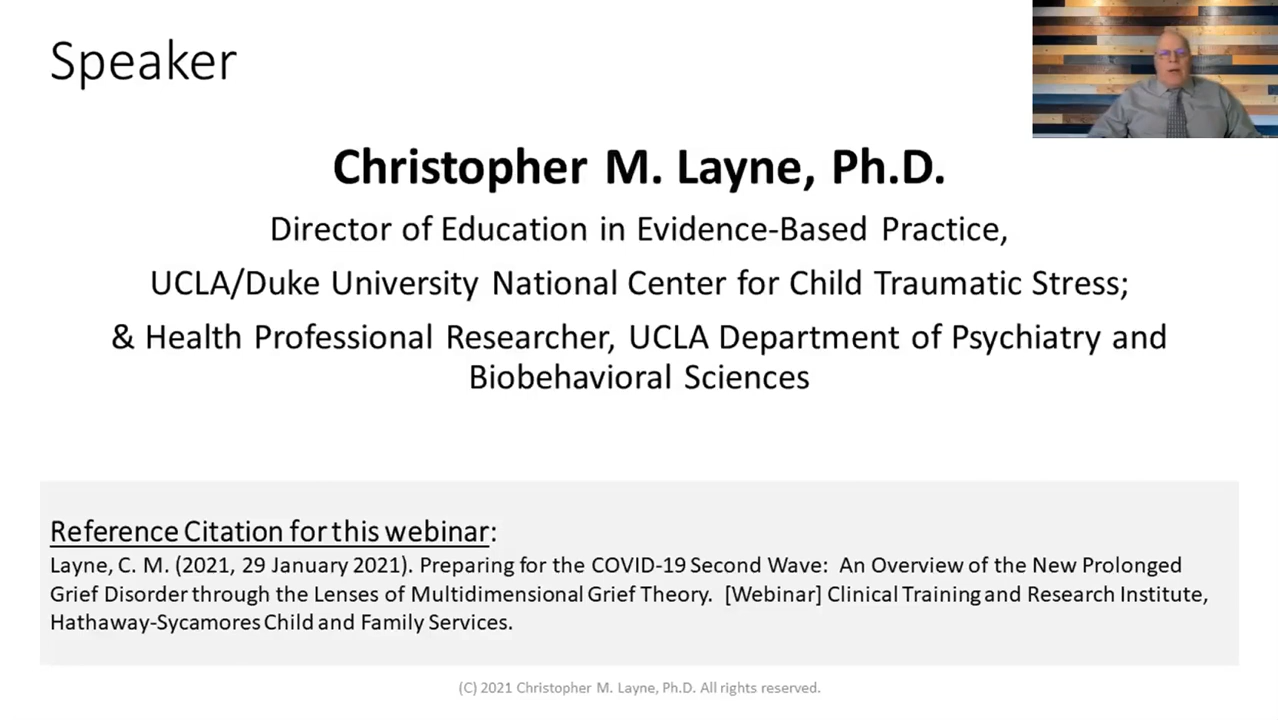 Speaker
Christopher M. Layne, Ph.D.
Director of Education in Evidence-Based Practice,
UCLA/Duke University National Center for Child Traumatic Stress;
& Health Professional Researcher, UCLA Department of Psychiatry and
Biobehavioral Sciences
Reference Citation for this webinar:
Layne, C. M. (2021, 29 January 2021). Preparing for the COVID-19 Second Wave: An Overview of the New Prolonged
Grief Disorder through the Lenses of Multidimensional Grief Theory. [Webinar] Clinical Training and Research Institute,
Hathaway-Sycamores Child and Family Services.
(C) 2021 Christopher M. Layne, Ph.D. All rights reserved.